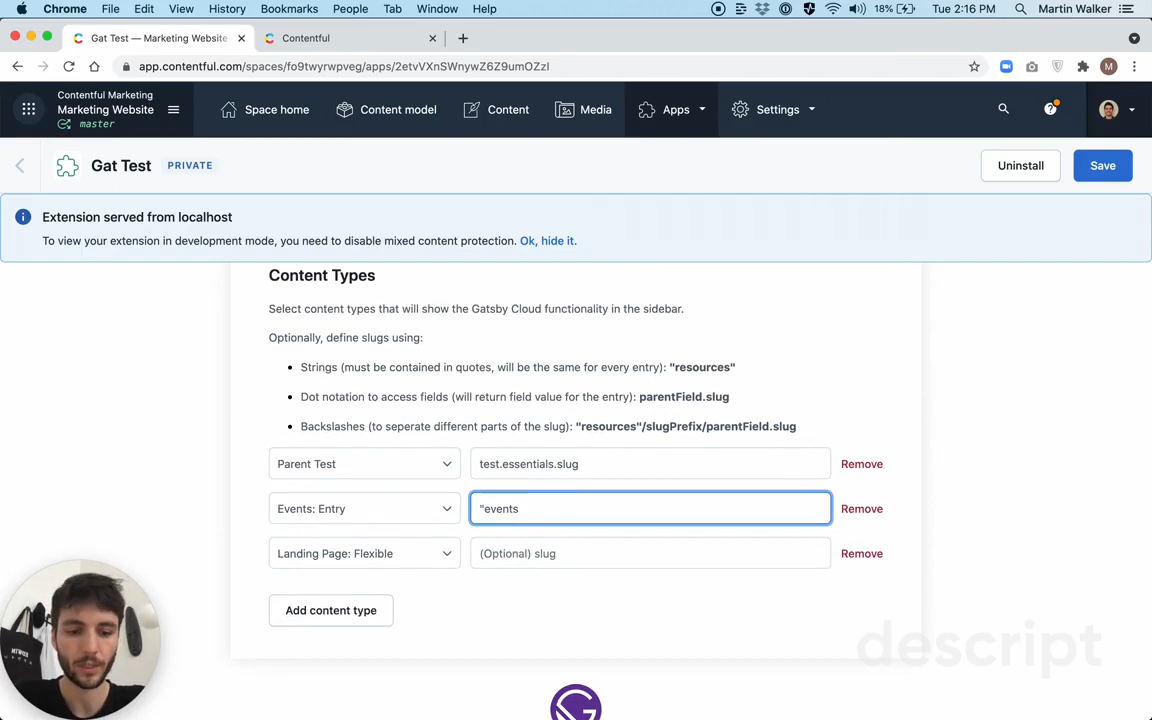 Chrome File Edit View History Bookmarks People Tab Window Help 18% Tue 2:16 PM Martin Walker
Gat Test — Marketing Website
Contentful
app.contentful.com/spaces/fo9twyrwpveg/apps/2etvVXnSWnywZ6Z9umOZzI
M
Contentful Marketing
Marketing Website
master
Space home Content model Content Media Apps Settings
Gat Test PRIVATE Uninstall Save
Extension served from localhost
To view your extension in development mode, you need to disable mixed content protection. Ok, hide it.
Content Types
Select content types that will show the Gatsby Cloud functionality in the sidebar.
Optionally, define slugs using:
• Strings (must be contained in quotes, will be the same for every entry): "resources"
• Dot notation to access fields (will return field value for the entry): parentField.slug
• Backslashes (to seperate different parts of the slug): "resources"/slugPrefix/parentField.slug
Parent Test test.essentials.slug Remove
Events: Entry "events Remove
Landing Page: Flexible (Optional) slug Remove
Add content type
descript